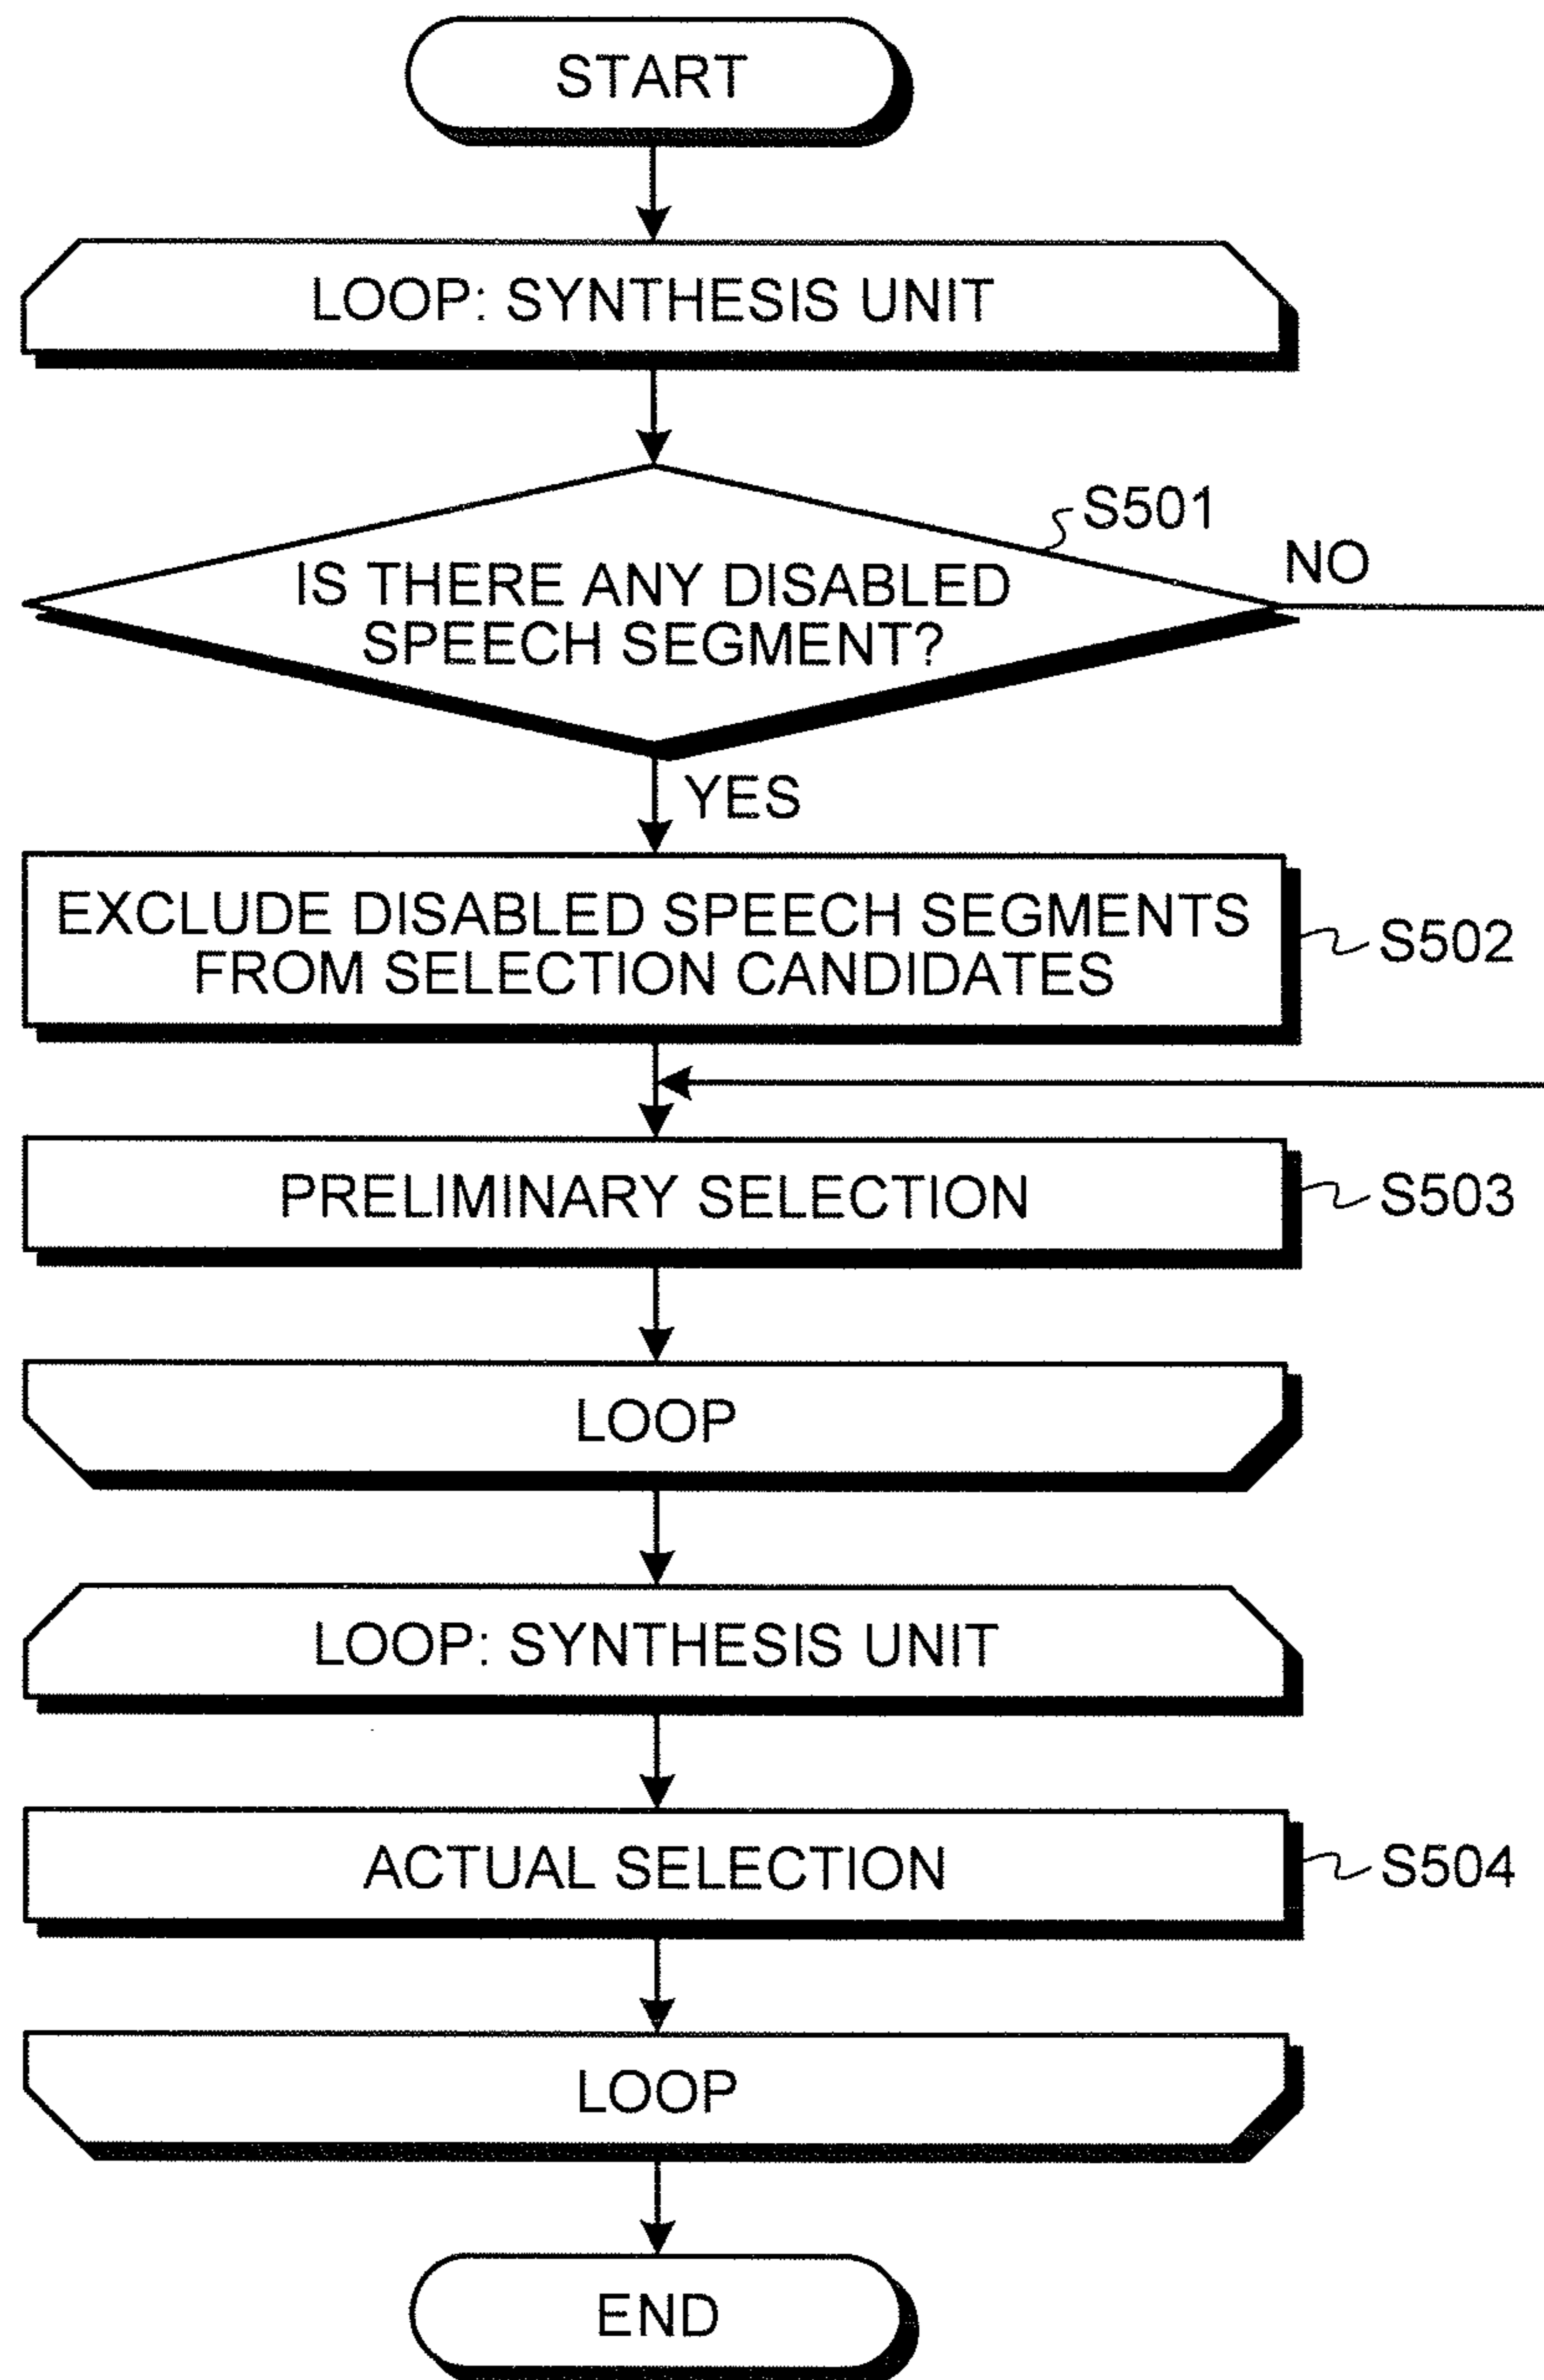 START
LOOP: SYNTHESIS UNIT
S501
NO
IS THERE ANY DISABLED
SPEECH SEGMENT?
YES
EXCLUDE DISABLED SPEECH SEGMENTS
FROM SELECTION CANDIDATES
S502
PRELIMINARY SELECTION
S503
LOOP
LOOP: SYNTHESIS UNIT
ACTUAL SELECTION
S504
LOOP
END